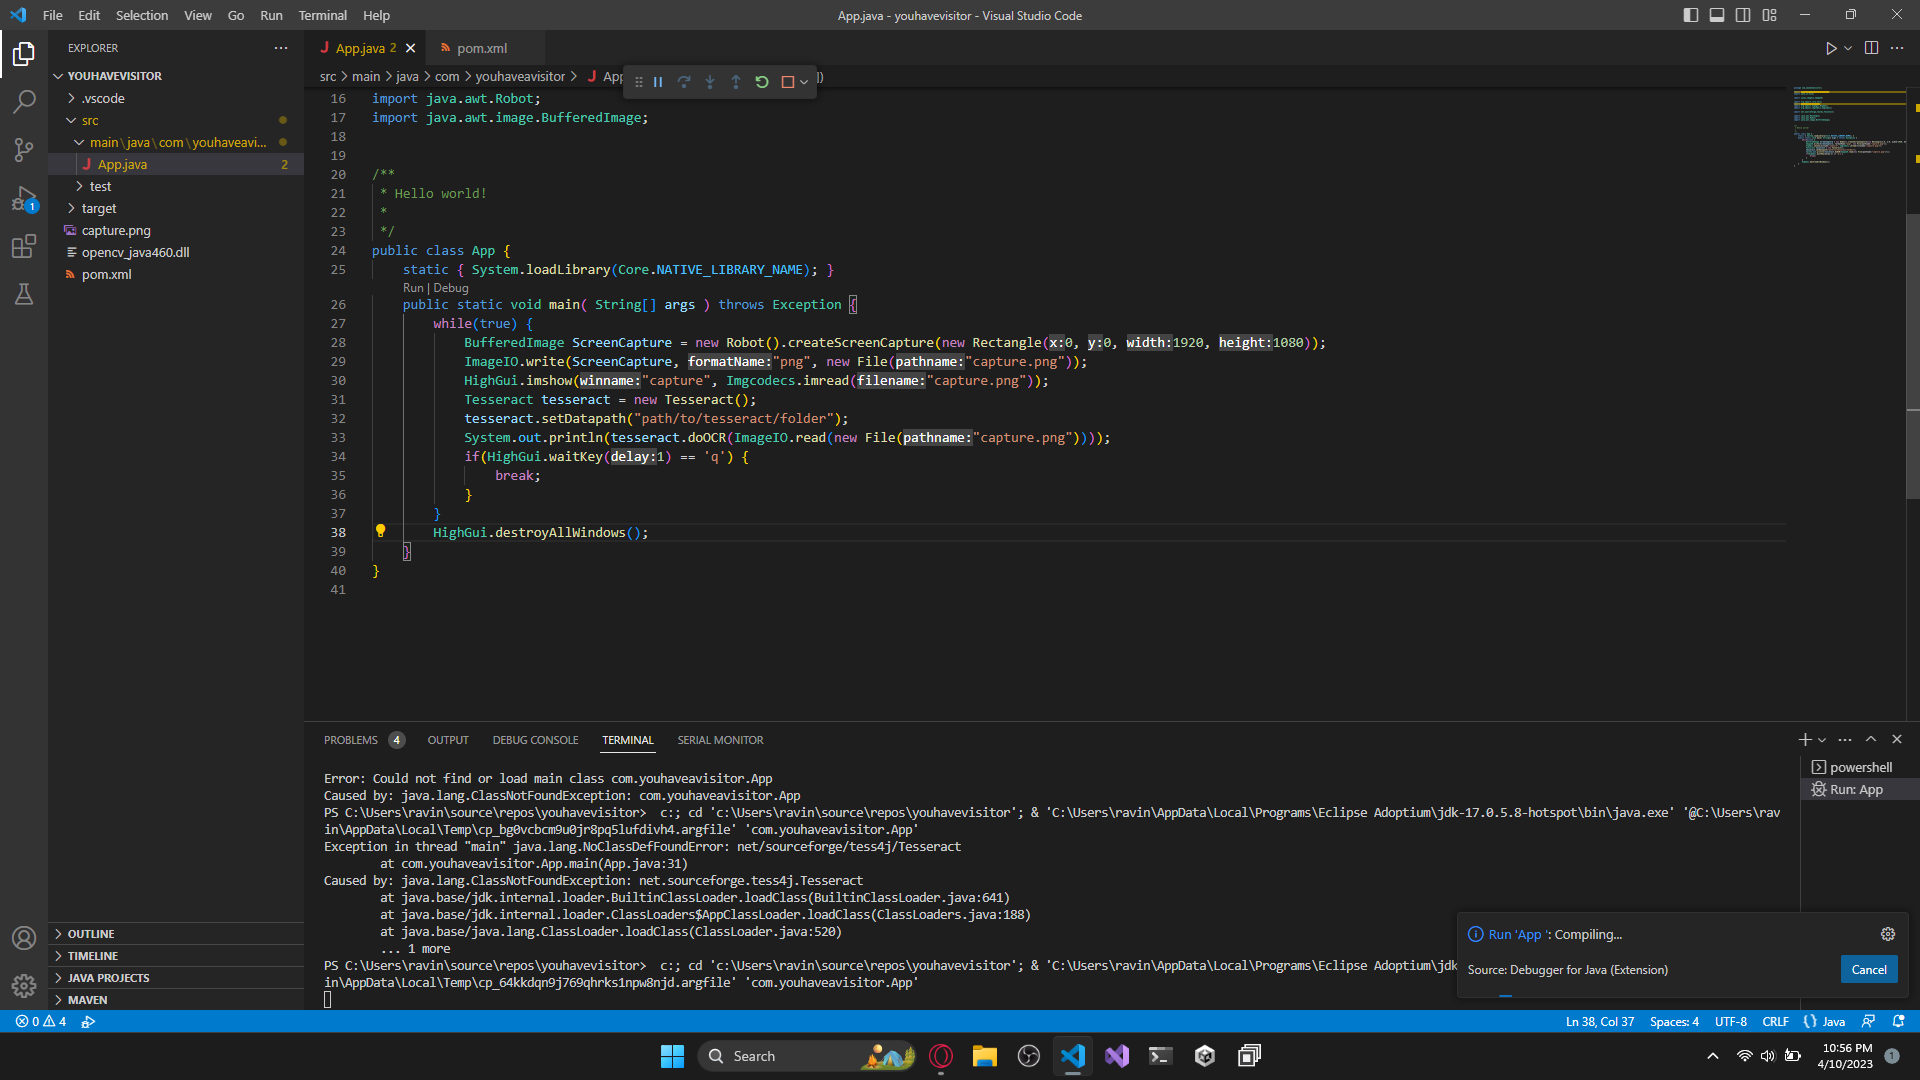 File Edit Selection View Go Run Terminal Help
App.java - youhavevisitor - Visual Studio Code
EXPLORER
YOUHAVEVISITOR
.vscode
src
main\java\com\youhaveavi...
App.java 2
test
target
capture.png
opencv_java460.dll
pom.xml
1
OUTLINE
TIMELINE
JAVA PROJECTS
MAVEN
App.java 2
pom.xml
src > main > java > com > youhaveavisitor > App
16 import java.awt.Robot;
17 import java.awt.image.BufferedImage;
18
19
20 /**
21 * Hello world!
22 *
23 */
24 public class App {
25 static { System.loadLibrary(Core.NATIVE_LIBRARY_NAME); }
Run | Debug
26 public static void main( String[] args ) throws Exception {
27 while(true) {
28 BufferedImage ScreenCapture = new Robot().createScreenCapture(new Rectangle(x:0, y:0, width:1920, height:1080));
29 ImageIO.write(ScreenCapture, formatName:"png", new File(pathname:"capture.png"));
30 HighGui.imshow(winname:"capture", Imgcodecs.imread(filename:"capture.png"));
31 Tesseract tesseract = new Tesseract();
32 tesseract.setDatapath("path/to/tesseract/folder");
33 System.out.println(tesseract.doOCR(ImageIO.read(new File(pathname:"capture.png"))));
34 if(HighGui.waitKey(delay:1) == 'q') {
35 break;
36 }
37 }
38 HighGui.destroyAllWindows();
39 }
40 }
41
PROBLEMS 4 OUTPUT DEBUG CONSOLE TERMINAL SERIAL MONITOR
Error: Could not find or load main class com.youhaveavisitor.App
Caused by: java.lang.ClassNotFoundException: com.youhaveavisitor.App
PS C:\Users\ravin\source\repos\youhavevisitor> c:; cd 'c:\Users\ravin\source\repos\youhavevisitor'; & 'C:\Users\ravin\AppData\Local\Programs\Eclipse Adoptium\jdk-17.0.5.8-hotspot\bin\java.exe' '@C:\Users\rav
in\AppData\Local\Temp\cp_bg0vcbcm9u0jr8pq5lufdivh4.argfile' 'com.youhaveavisitor.App'
Exception in thread "main" java.lang.NoClassDefFoundError: net/sourceforge/tess4j/Tesseract
at com.youhaveavisitor.App.main(App.java:31)
Caused by: java.lang.ClassNotFoundException: net.sourceforge.tess4j.Tesseract
at java.base/jdk.internal.loader.BuiltinClassLoader.loadClass(BuiltinClassLoader.java:641)
at java.base/jdk.internal.loader.ClassLoaders$AppClassLoader.loadClass(ClassLoaders.java:188)
at java.base/java.lang.ClassLoader.loadClass(ClassLoader.java:520)
... 1 more
PS C:\Users\ravin\source\repos\youhavevisitor> c:; cd 'c:\Users\ravin\source\repos\youhavevisitor'; & 'C:\Users\ravin\AppData\Local\Programs\Eclipse Adoptium\jdk
in\AppData\Local\Temp\cp_64kkdqn9j769qhrks1npw8njd.argfile' 'com.youhaveavisitor.App'
powershell
Run: App
Run 'App ': Compiling...
Source: Debugger for Java (Extension)
Cancel
0 4
Ln 38, Col 37 Spaces: 4 UTF-8 CRLF {} Java
Search
10:56 PM
4/10/2023
1